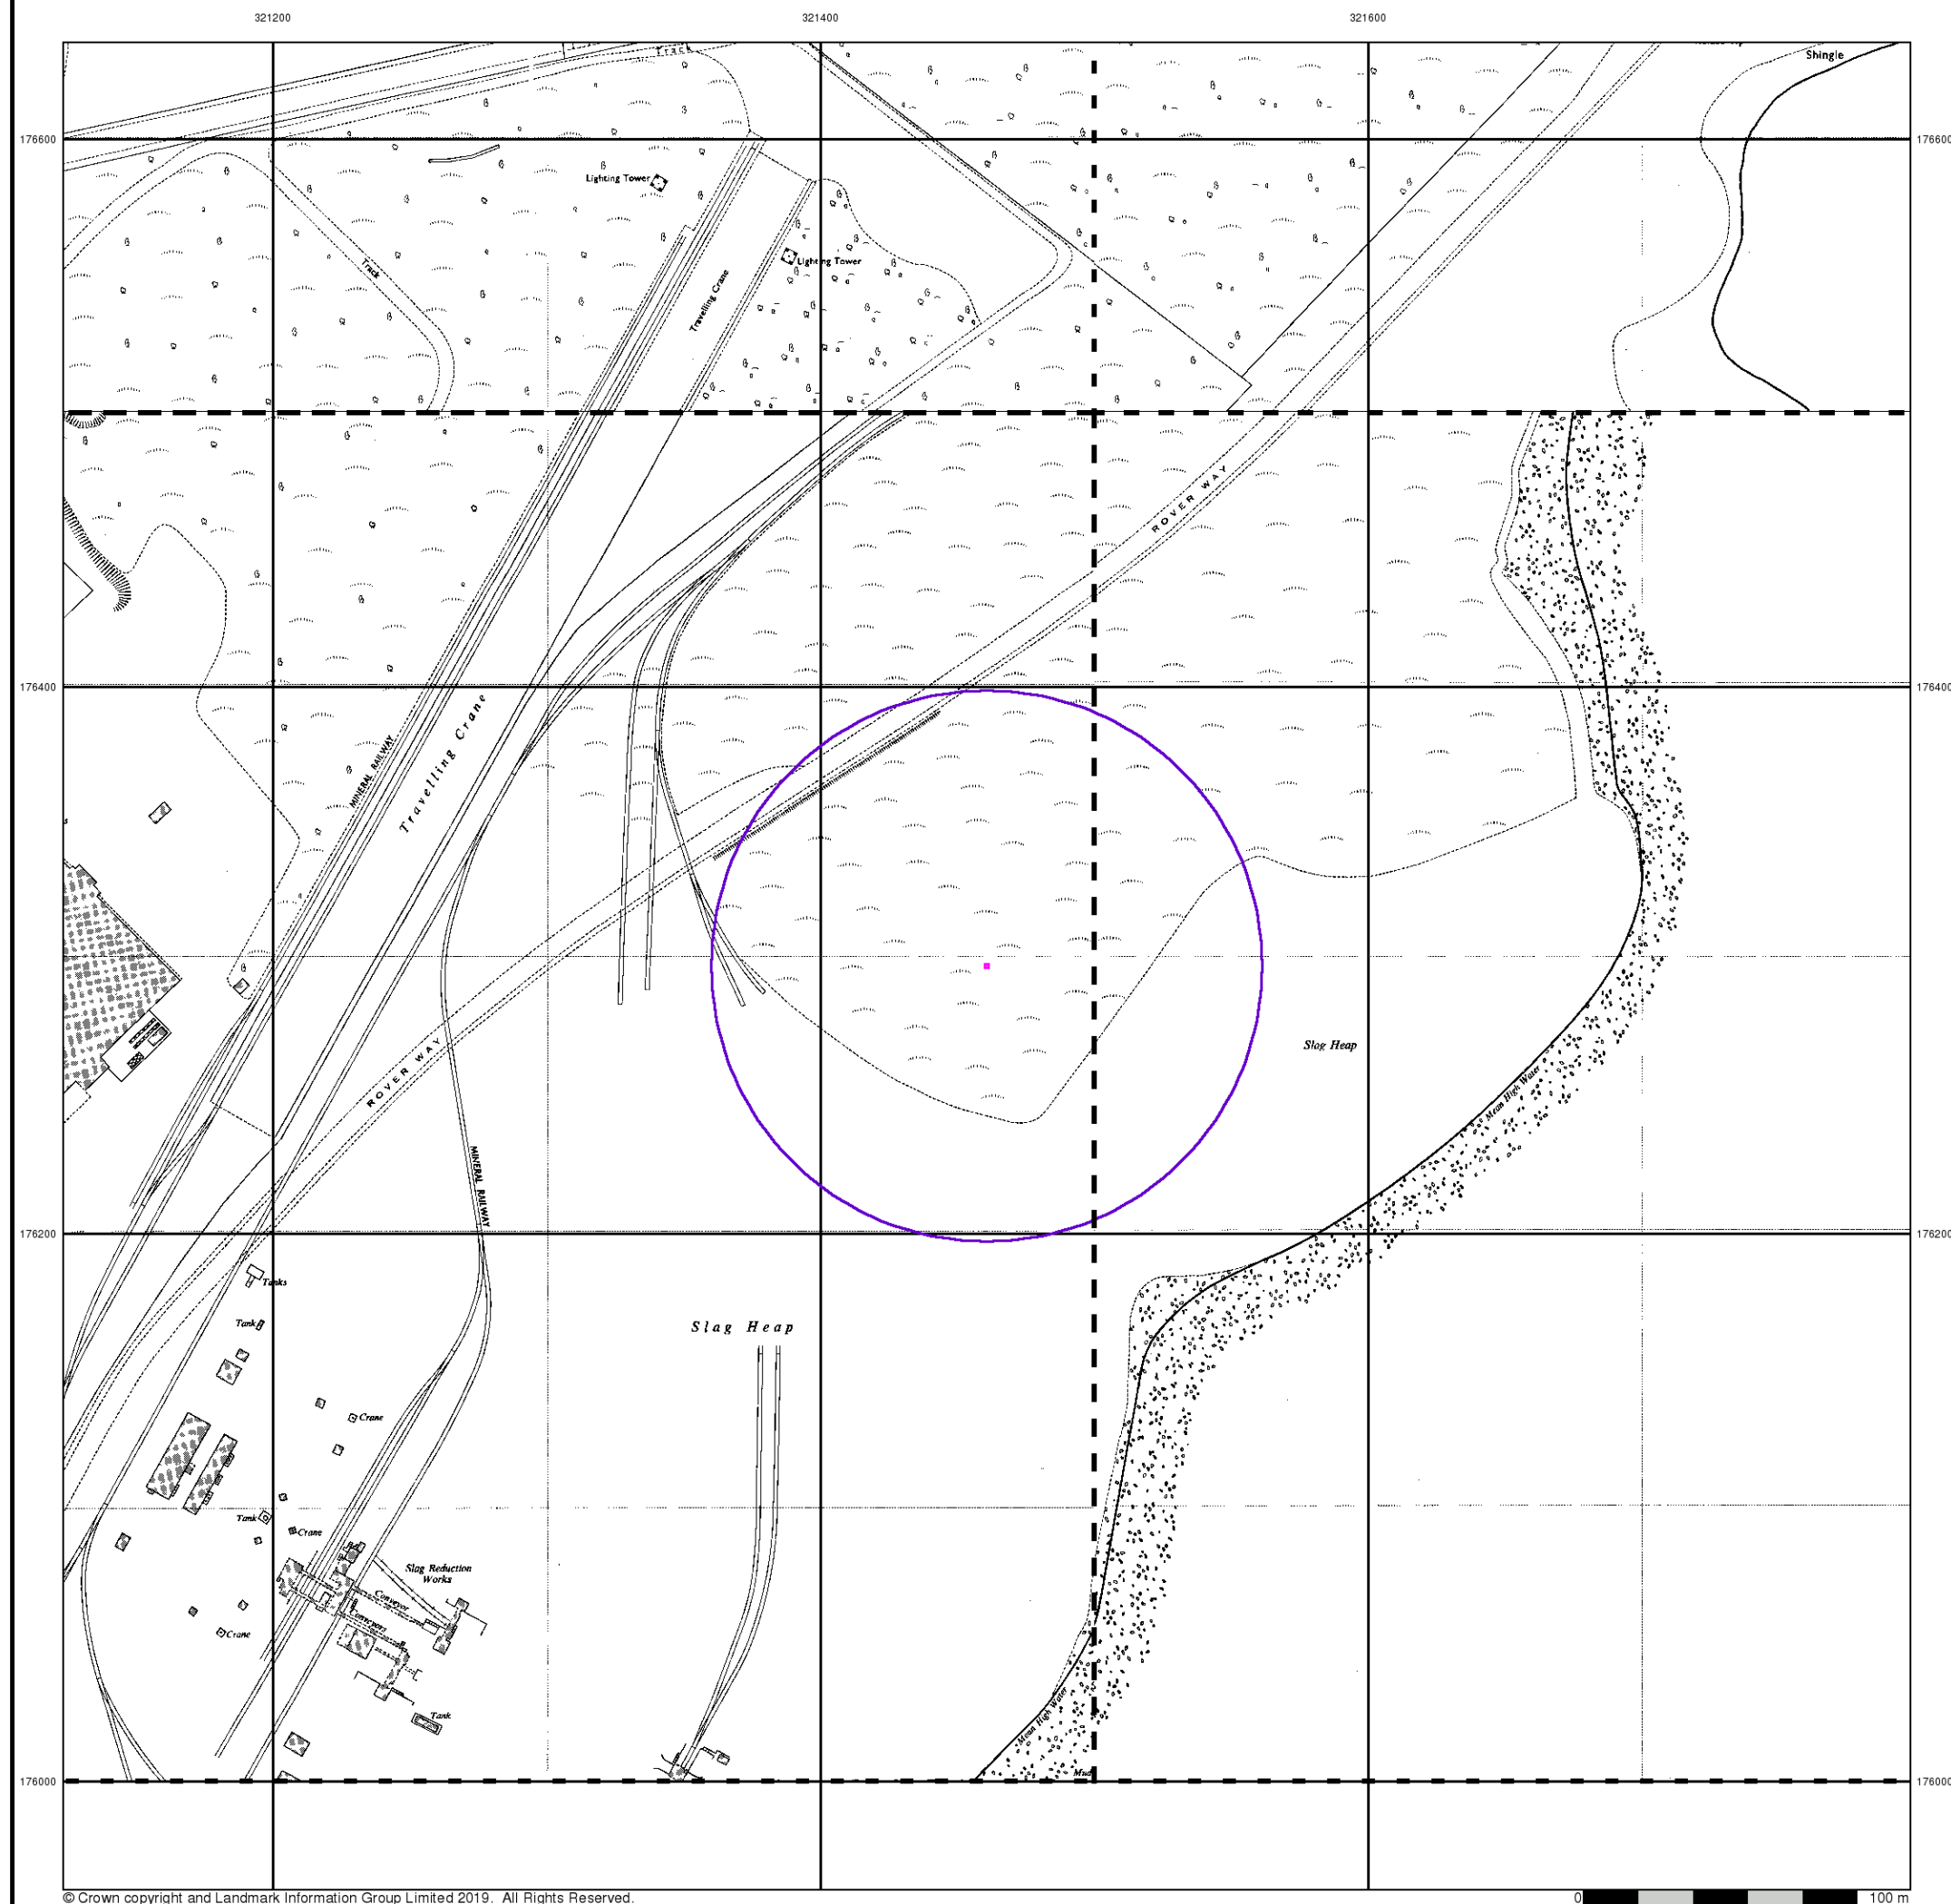 321200
321400
321600
Track
Shingle
176600
176600
Lighting Tower
Lighting Tower
Track
Travelling Crane
ROVER WAY
176400
176400
MINERAL RAILWAY
Travelling Crane
Slag Heap
ROVER WAY
Mean High Water
MINERAL RAILWAY
176200
176200
Tanks
Tank
Slag Heap
Crane
Tank
Crane
Slag Reduction
Works
Conveyor
Conveyors
Crane
Tank
Mean High Water
Mud
176000
176000
© Crown copyright and Landmark Information Group Limited 2019. All Rights Reserved.
0
100 m